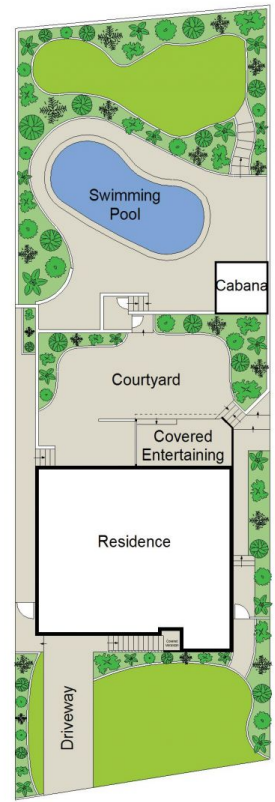 Swimming
Pool
Cabana
Courtyard
Covered
Entertaining
Residence
Driveway